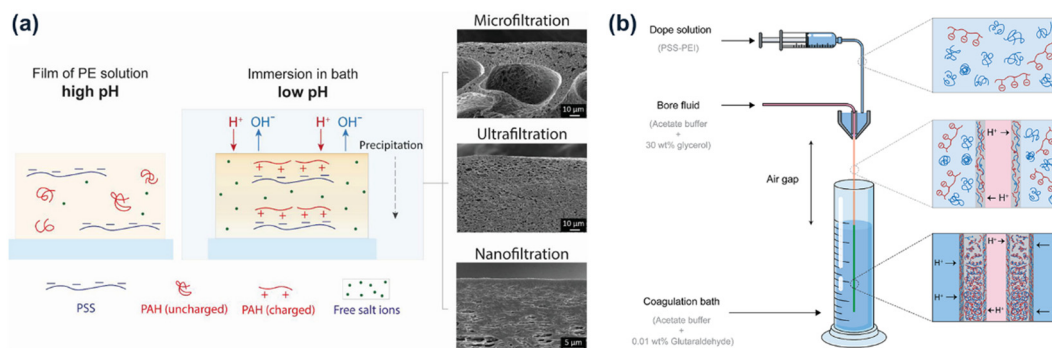 (a)
Film of PE solution
high pH
Immersion in bath
low pH
H⁺ OH⁻ H⁺ OH⁻
Precipitation
PSS
PAH (uncharged)
PAH (charged)
Free salt ions
Microfiltration
10 µm
Ultrafiltration
10 µm
Nanofiltration
5 µm
(b)
Dope solution
(PSS-PEI)
Bore fluid
(Acetate buffer
+
30 wt% glycerol)
Air gap
Coagulation bath
(Acetate buffer
+
0.01 wt% Glutaraldehyde)
H⁺
H⁺
H⁺
H⁺
H⁺
H⁺